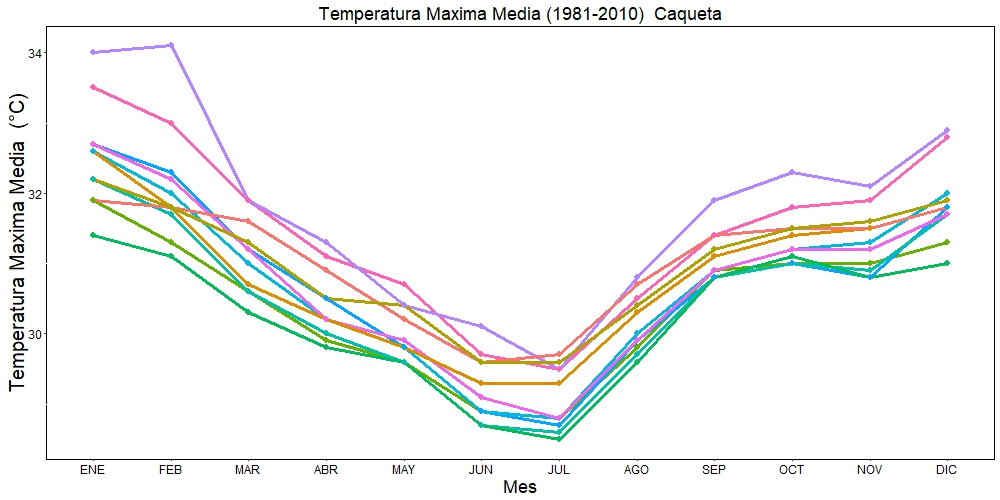 Temperatura Maxima Media (1981-2010)  Caqueta
Temperatura Maxima Media  (°C)
34
32
30
ENE FEB MAR ABR MAY JUN JUL AGO SEP OCT NOV DIC
Mes